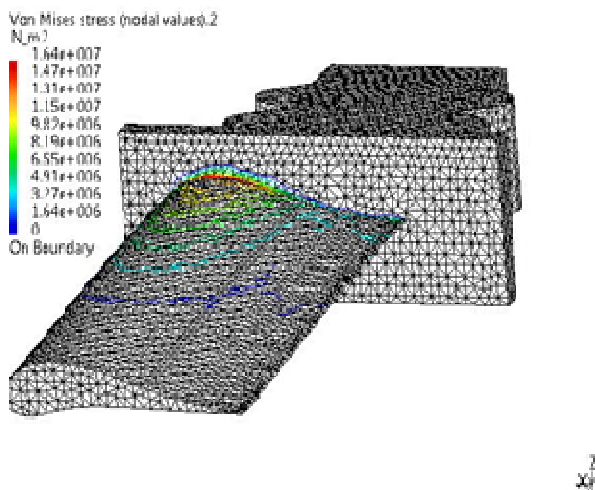 Von Mises stress (nodal values).2
N_m2
1.64e+007
1.47e+007
1.31e+007
1.15e+007
9.82e+006
8.19e+006
6.55e+006
4.91e+006
3.27e+006
1.64e+006
0
On Boundary
Z